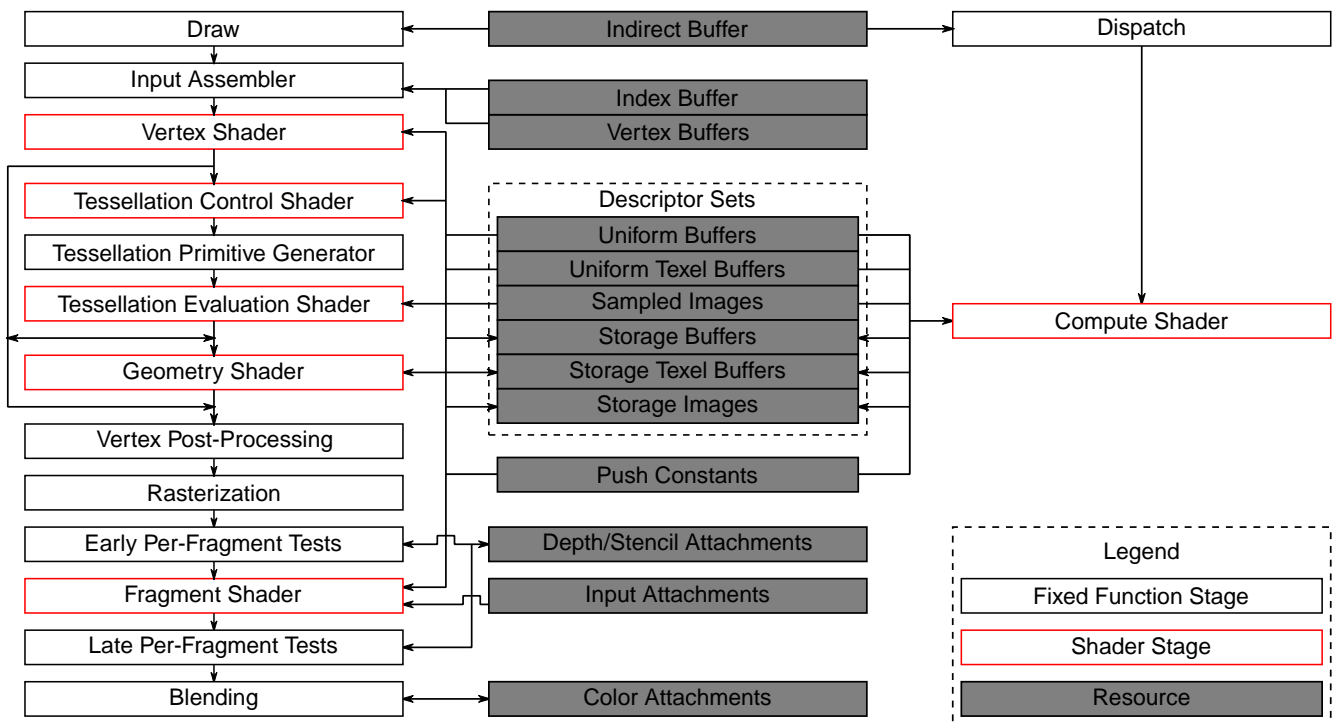 Draw
Indirect Buffer
Dispatch
Input Assembler
Index Buffer
Vertex Shader
Vertex Buffers
Tessellation Control Shader
Descriptor Sets
Uniform Buffers
Tessellation Primitive Generator
Uniform Texel Buffers
Tessellation Evaluation Shader
Sampled Images
Compute Shader
Storage Buffers
Geometry Shader
Storage Texel Buffers
Storage Images
Vertex Post-Processing
Push Constants
Rasterization
Early Per-Fragment Tests
Depth/Stencil Attachments
Legend
Fragment Shader
Input Attachments
Fixed Function Stage
Late Per-Fragment Tests
Shader Stage
Blending
Color Attachments
Resource